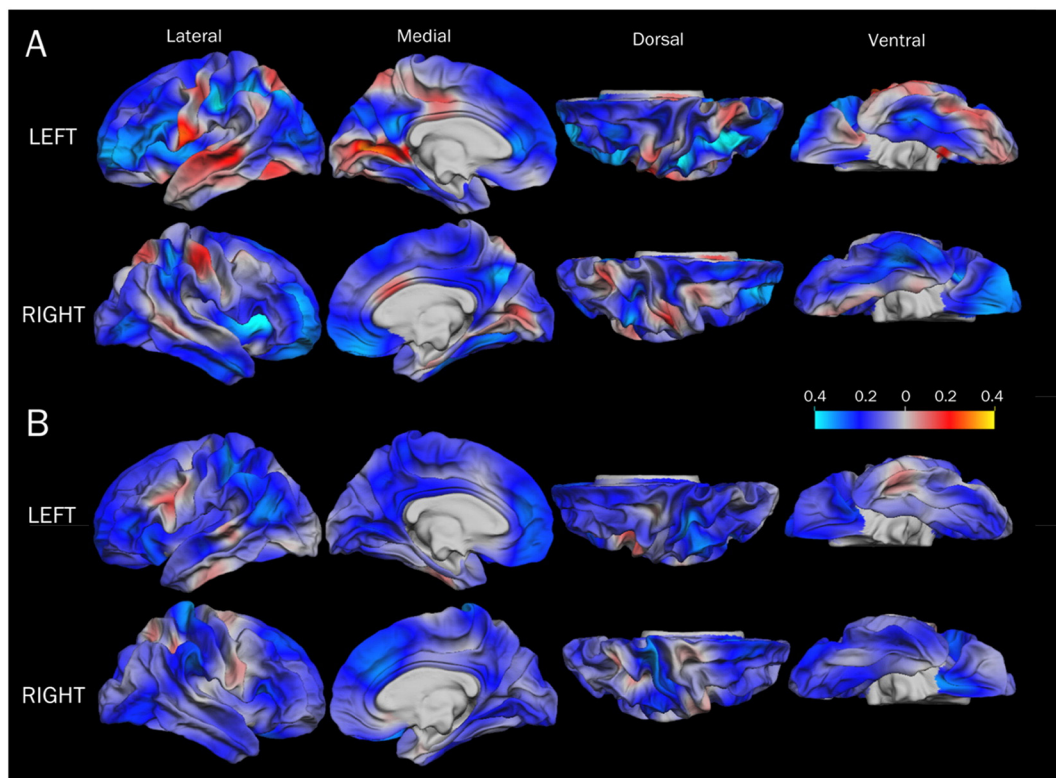 A
Lateral Medial Dorsal Ventral
LEFT
RIGHT
0.4 0.2 0 0.2 0.4
B
LEFT
RIGHT